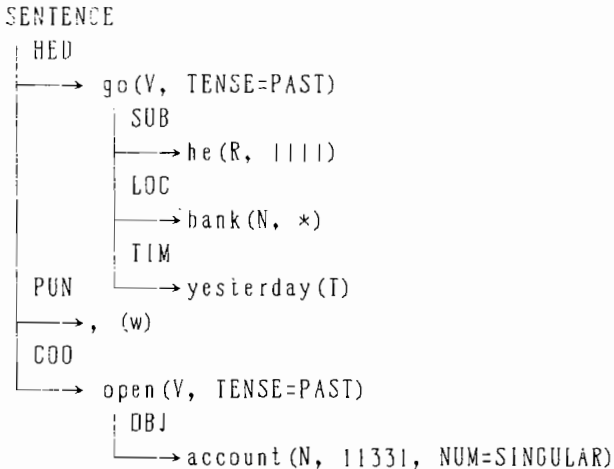 SENTENCE
HED
go(V, TENSE=PAST)
SUB
he(R, 1111)
LOC
bank(N, *)
TIM
yesterday(T)
PUN
, (w)
COO
open(V, TENSE=PAST)
OBJ
account(N, 11331, NUM=SINGULAR)